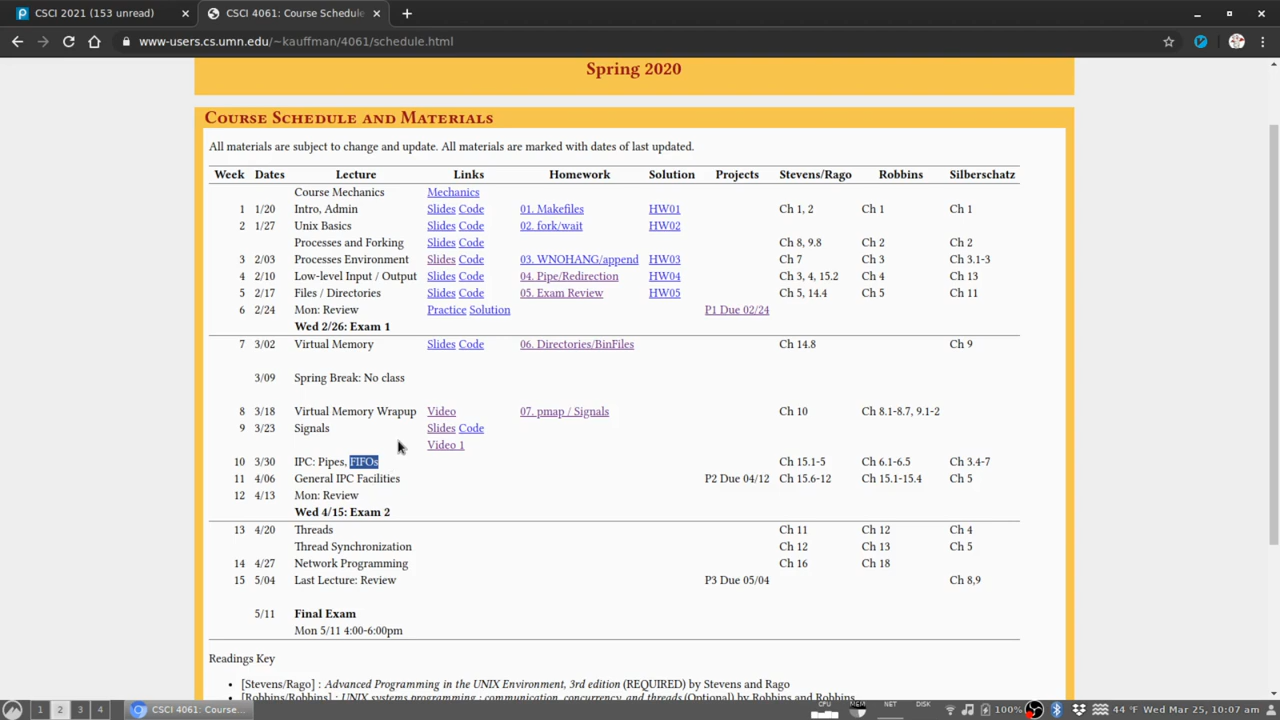 CSCI 2021 (153 unread)
CSCI 4061: Course Schedule
www-users.cs.umn.edu/~kauffman/4061/schedule.html
Spring 2020
Course Schedule and Materials
All materials are subject to change and update. All materials are marked with dates of last updated.
Week Dates Lecture Links Homework Solution Projects Stevens/Rago Robbins Silberschatz
Course Mechanics Mechanics
1 1/20 Intro, Admin Slides Code 01. Makefiles HW01 Ch 1, 2 Ch 1 Ch 1
2 1/27 Unix Basics Slides Code 02. fork/wait HW02
Processes and Forking Slides Code Ch 8, 9.8 Ch 2 Ch 2
3 2/03 Processes Environment Slides Code 03. WNOHANG/append HW03 Ch 7 Ch 3 Ch 3.1-3
4 2/10 Low-level Input / Output Slides Code 04. Pipe/Redirection HW04 Ch 3, 4, 15.2 Ch 4 Ch 13
5 2/17 Files / Directories Slides Code 05. Exam Review HW05 Ch 5, 14.4 Ch 5 Ch 11
6 2/24 Mon: Review Practice Solution P1 Due 02/24
Wed 2/26: Exam 1
7 3/02 Virtual Memory Slides Code 06. Directories/BinFiles Ch 14.8 Ch 9
3/09 Spring Break: No class
8 3/18 Virtual Memory Wrapup Video 07. pmap / Signals Ch 10 Ch 8.1-8.7, 9.1-2
9 3/23 Signals Slides Code
Video 1
10 3/30 IPC: Pipes, FIFOs Ch 15.1-5 Ch 6.1-6.5 Ch 3.4-7
11 4/06 General IPC Facilities P2 Due 04/12 Ch 15.6-12 Ch 15.1-15.4 Ch 5
12 4/13 Mon: Review
Wed 4/15: Exam 2
13 4/20 Threads Ch 11 Ch 12 Ch 4
Thread Synchronization Ch 12 Ch 13 Ch 5
14 4/27 Network Programming Ch 16 Ch 18
15 5/04 Last Lecture: Review P3 Due 05/04 Ch 8,9
5/11 Final Exam
Mon 5/11 4:00-6:00pm
Readings Key
[Stevens/Rago] : Advanced Programming in the UNIX Environment, 3rd edition (REQUIRED) by Stevens and Rago
[Robbins/Robbins] : UNIX systems programming : communication, concurrency, and threads (Optional) by Robbins and Robbins
1 2 3 4 CSCI 4061: Course... CPU MEM NET DISK 100% 44 °F Wed Mar 25, 10:07 am